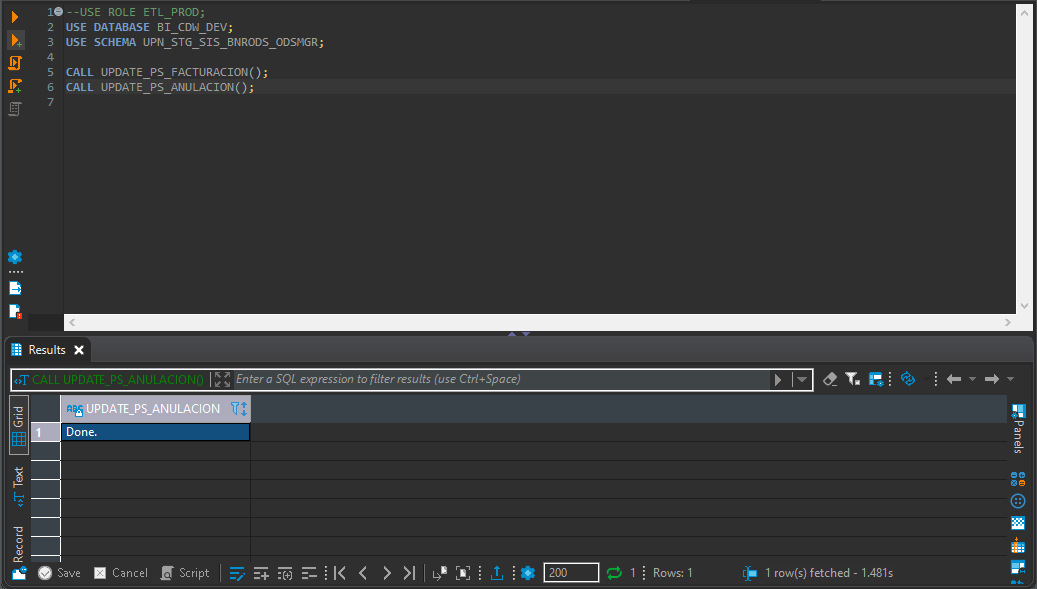 1 --USE ROLE ETL_PROD;
2 USE DATABASE BI_CDW_DEV;
3 USE SCHEMA UPN_STG_SIS_BNRODS_ODSMGR;
4
5 CALL UPDATE_PS_FACTURACION();
6 CALL UPDATE_PS_ANULACION();
7
Results
CALL UPDATE_PS_ANULACION() Enter a SQL expression to filter results (use Ctrl+Space)
Grid
Text
Record
ABC UPDATE_PS_ANULACION
1 Done.
Panels
Save Cancel Script 200 1 Rows: 1 1 row(s) fetched - 1.481s